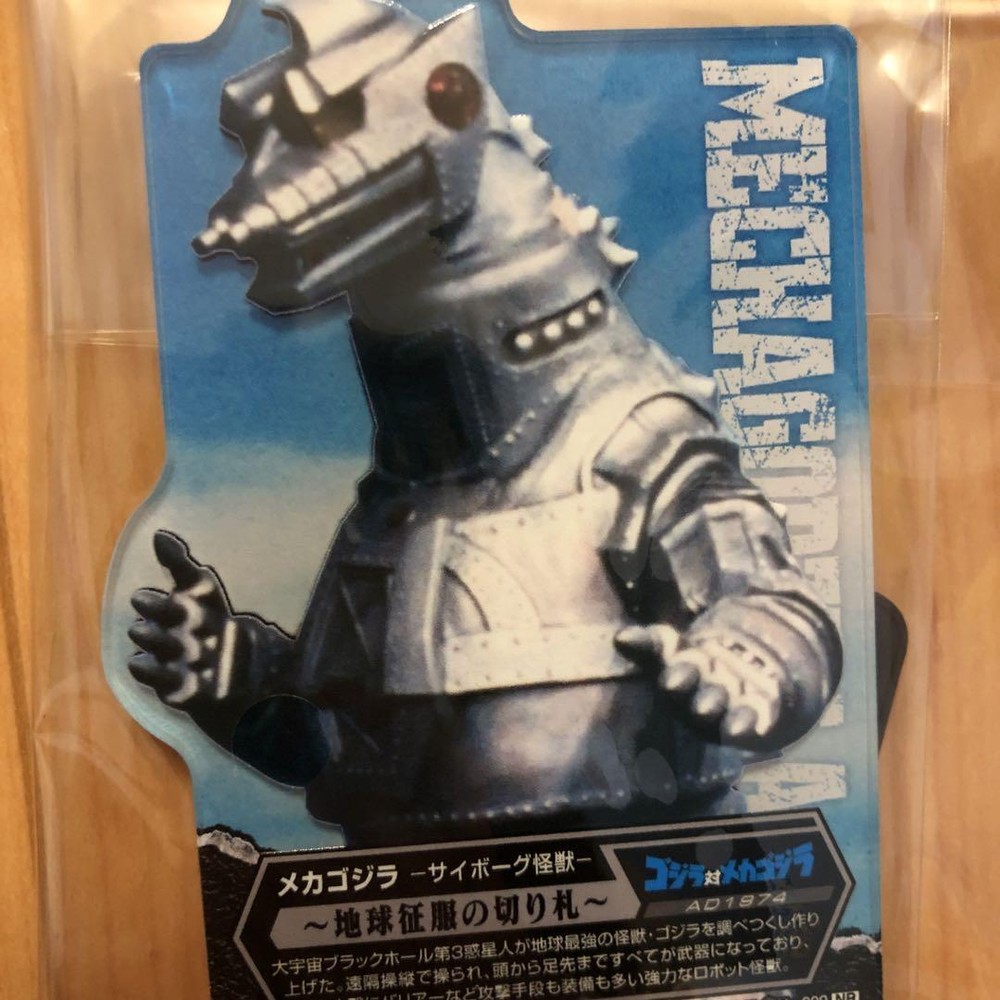 MECHAGODZILLA
メカゴジラ −サイボーグ怪獣−
ゴジラ対メカゴジラ
AD1974
～地球征服の切り札～
大宇宙ブラックホール第3惑星人が地球最強の怪獣・ゴジラを調べつくし作り
上げた。遠隔操縦で操られ、頭から足先まですべてが武器になっており、
バリアーなど攻撃手段も装備も多い強力なロボット怪獣。
NR